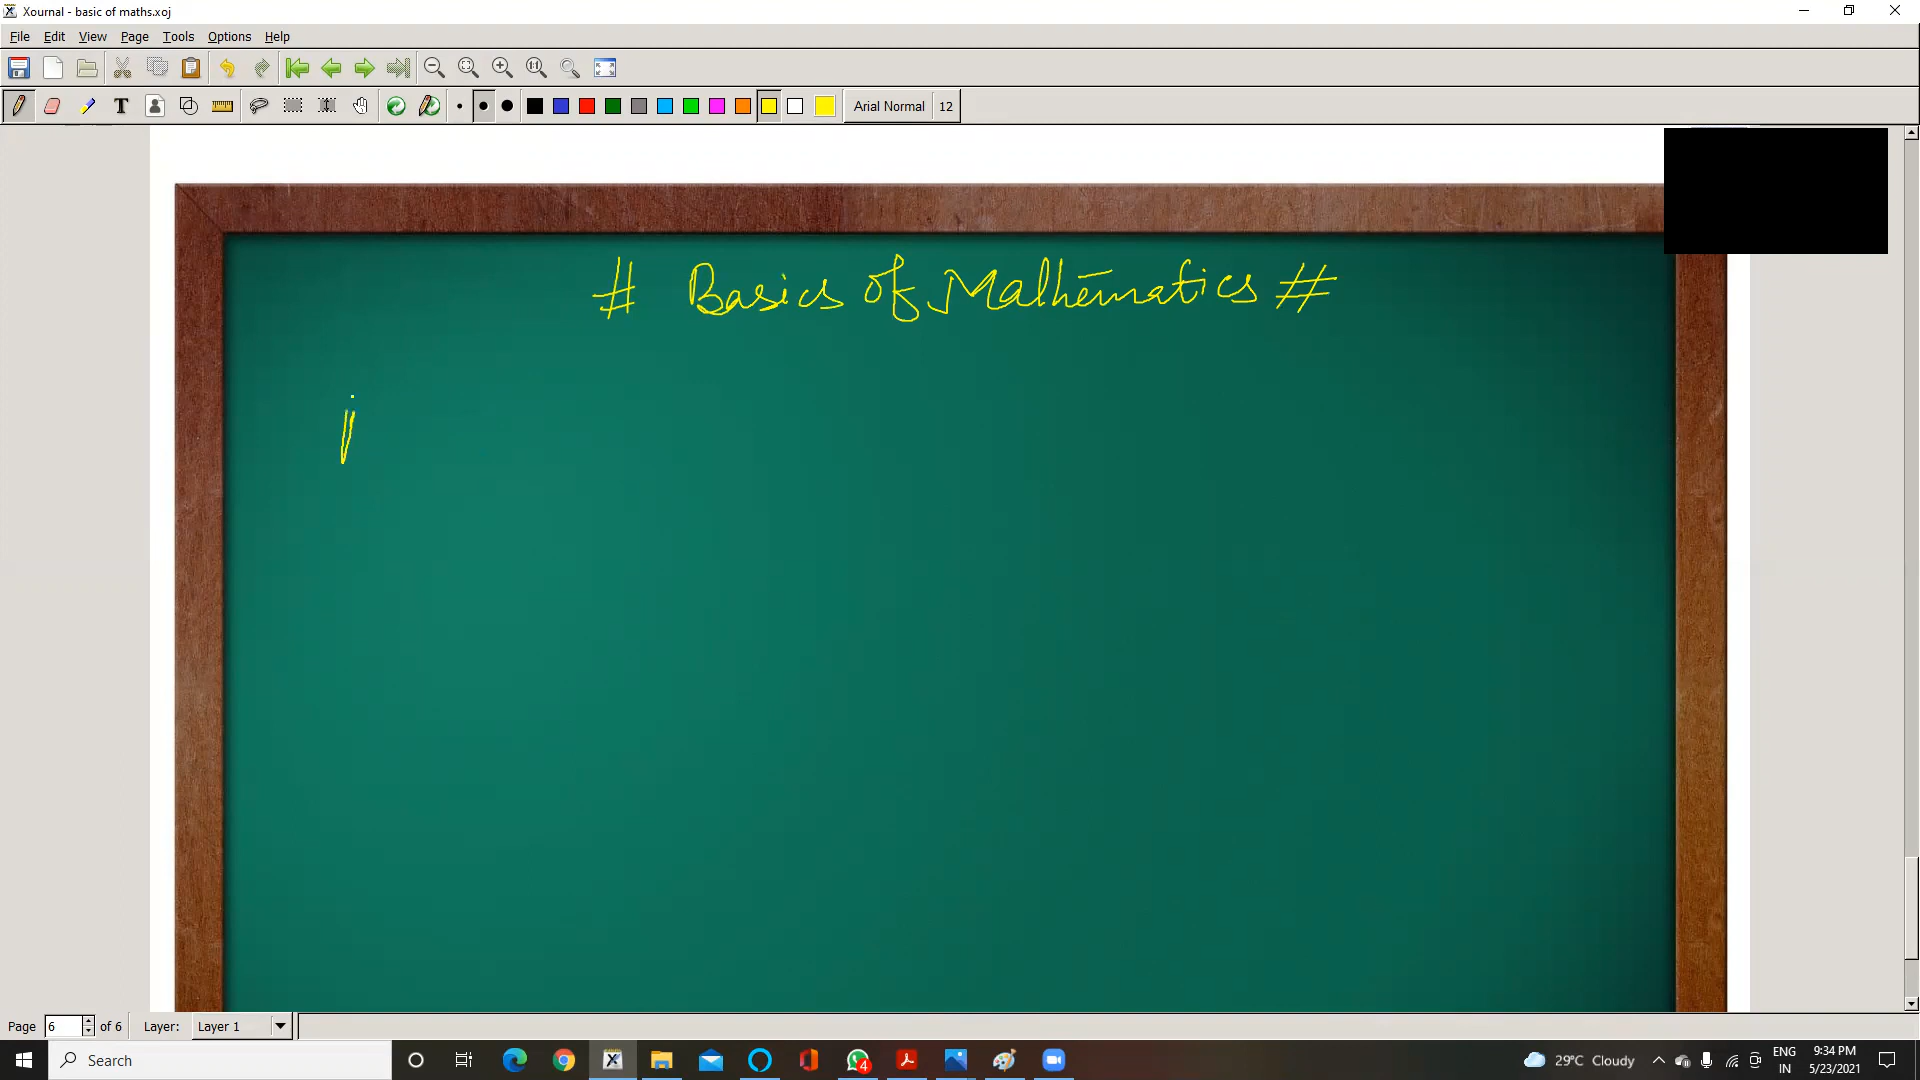 Xournal - basic of maths.xoj
File Edit View Page Tools Options Help
Arial Normal 12
# Basics of Mathematics #
Page 6 of 6 Layer: Layer 1
Search 4 29°C Cloudy ENG IN 9:34 PM 5/23/2021